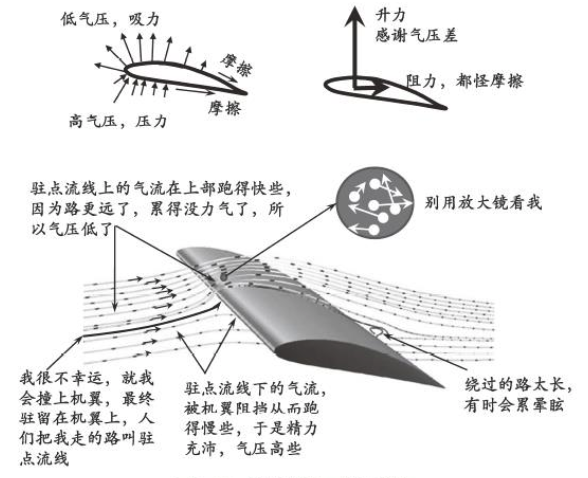 低气压，吸力
摩擦
摩擦
高气压，压力
升力
感谢气压差
阻力，都怪摩擦
驻点流线上的气流在上部跑得快些，
因为路更远了，累得没力气了，所
以气压低了
别用放大镜看我
我很不幸运，就我
会撞上机翼，最终
驻留在机翼上，人
们把我走的路叫驻
点流线
驻点流线下的气流，
被机翼阻挡从而跑
得慢些，于是精力
充沛，气压高些
绕过的路太长，
有时会累晕眩